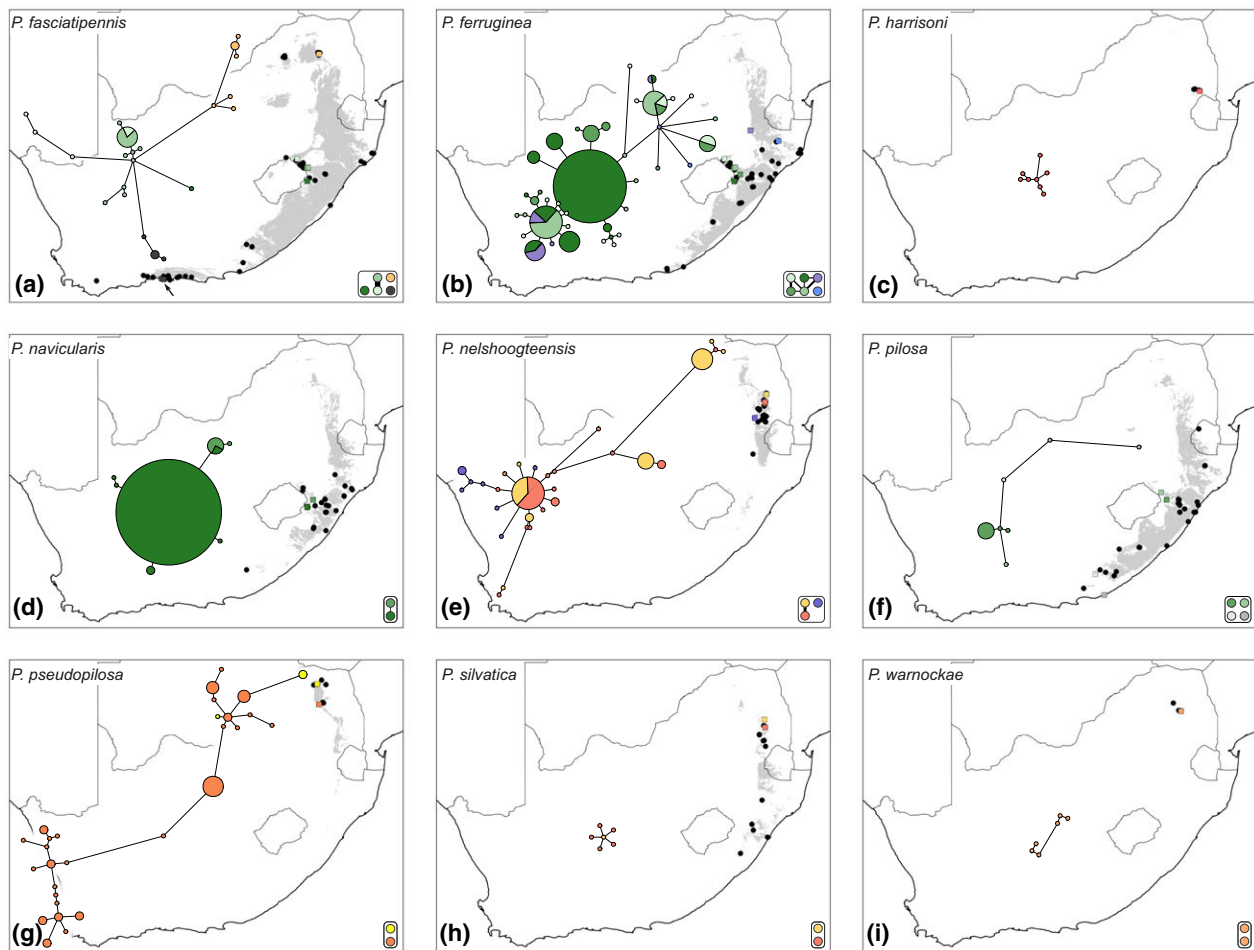 P. fasciatipennis
P. ferruginea
P. harrisoni
(a)
(b)
(c)
P. navicularis
P. nelshoogteensis
P. pilosa
(d)
(e)
(f)
P. pseudopilosa
P. silvatica
P. warnockae
(g)
(h)
(i)